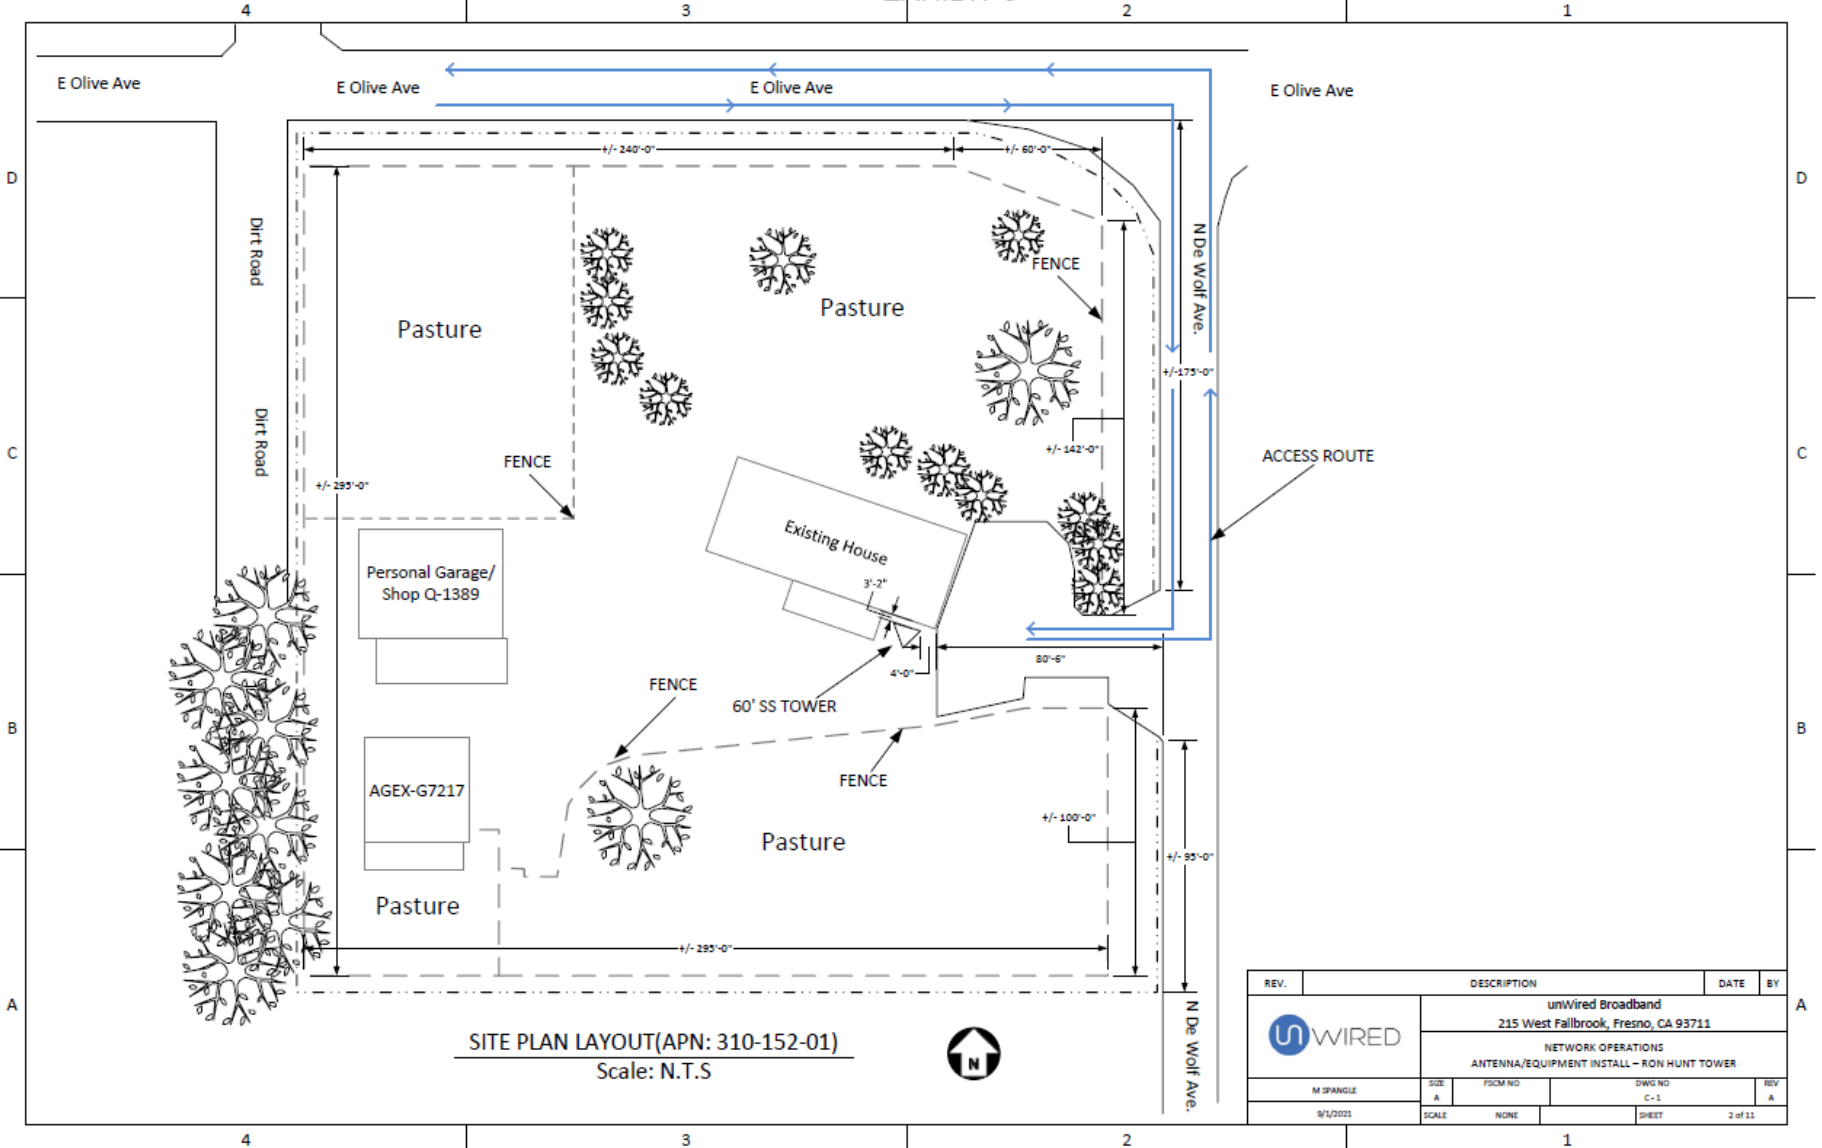 4 3 2 1
E Olive Ave
E Olive Ave
E Olive Ave
E Olive Ave
+/- 240'-0"
+/- 60'-0"
D
D
Dirt Road
N De Wolf Ave.
FENCE
Pasture
Pasture
+/-175'-0"
Dirt Road
+/- 142'-0"
C
C
FENCE
ACCESS ROUTE
+/- 295'-0"
Existing House
Personal Garage/
Shop Q-1389
3'-2"
80'-6"
4'-0"
FENCE
60' SS TOWER
B
B
FENCE
AGEX-G7217
+/- 100'-0"
Pasture
+/- 95'-0"
Pasture
+/- 295'-0"
A
A
N De Wolf Ave.
SITE PLAN LAYOUT(APN: 310-152-01)
Scale: N.T.S
N
REV. DESCRIPTION DATE BY
unWired Broadband
215 West Fallbrook, Fresno, CA 93711
UNWIRED
NETWORK OPERATIONS
ANTENNA/EQUIPMENT INSTALL – RON HUNT TOWER
M SPANGLE
SIZE FSCM NO DWG NO REV
A C-1 A
9/1/2021
SCALE NONE SHEET 2 of 11
4 3 2 1